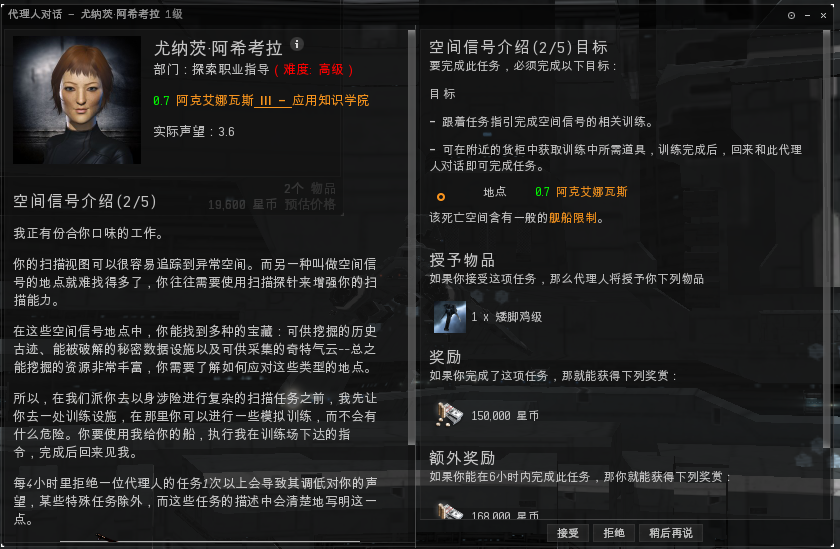 代理人对话 - 尤纳茨·阿希考拉 1级
尤纳茨·阿希考拉
部门：探索职业指导 ( 难度: 高级 )
0.7 阿克艾娜瓦斯 III - 应用知识学院
实际声望：3.6
空间信号介绍(2/5)
2个 物品
19,600 星币 预估价格
我正有份合你口味的工作。
你的扫描视图可以很容易追踪到异常空间。而另一种叫做空间信
号的地点就难找得多了，你往往需要使用扫描探针来增强你的扫
描能力。
在这些空间信号地点中，你能找到多种的宝藏：可供挖掘的历史
古迹、能被破解的秘密数据设施以及可供采集的奇特气云--总之
能挖掘的资源非常丰富，你需要了解如何应对这些类型的地点。
所以，在我们派你去以身涉险进行复杂的扫描任务之前，我先让
你去一处训练设施，在那里你可以进行一些模拟训练，而不会有
什么危险。你要使用我给你的船，执行我在训练场下达的指
令，完成后回来见我。
每4小时里拒绝一位代理人的任务1次以上会导致其调低对你的声
望，某些特殊任务除外，而这些任务的描述中会清楚地写明这一
点。
空间信号介绍(2/5)目标
要完成此任务，必须完成以下目标：
目标
- 跟着任务指引完成空间信号的相关训练。
- 可在附近的货柜中获取训练中所需道具，训练完成后，回来和此代理
人对话即可完成任务。
地点 0.7 阿克艾娜瓦斯
该死亡空间含有一般的舰船限制。
授予物品
如果你接受这项任务，那么代理人将授予你下列物品
1 x 矮脚鸡级
奖励
如果你完成了这项任务，那就能获得下列奖赏：
150,000 星币
额外奖励
如果你能在6小时内完成此任务，那你就能获得下列奖赏：
168,000 星币
接受 拒绝 稍后再说